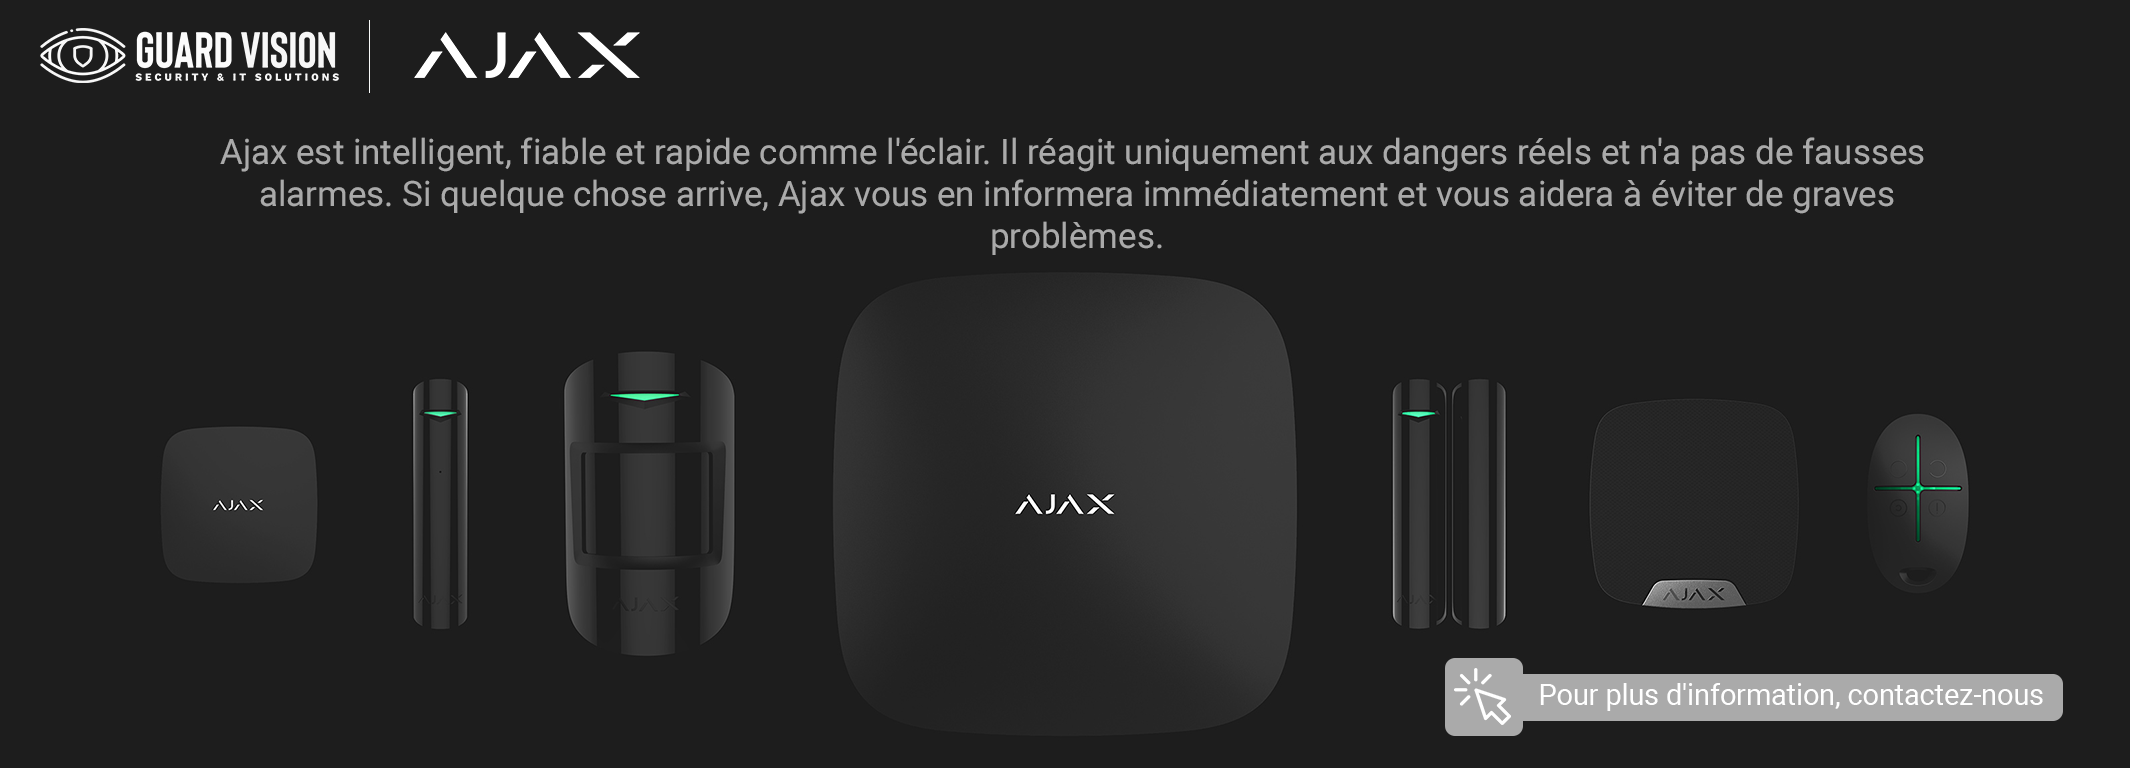 GUARD VISION
SECURITY & IT SOLUTIONS
AJAX
Ajax est intelligent, fiable et rapide comme l'éclair. Il réagit uniquement aux dangers réels et n'a pas de fausses
alarmes. Si quelque chose arrive, Ajax vous en informera immédiatement et vous aidera à éviter de graves
problèmes.
AJAX
AJAX
AJAX
AJAX
AJAX
AJAX
Pour plus d'information, contactez-nous